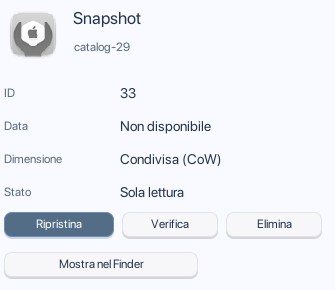 Snapshot
catalog-29
ID 33
Data Non disponibile
Dimensione Condivisa (CoW)
Stato Sola lettura
Ripristina Verifica Elimina
Mostra nel Finder